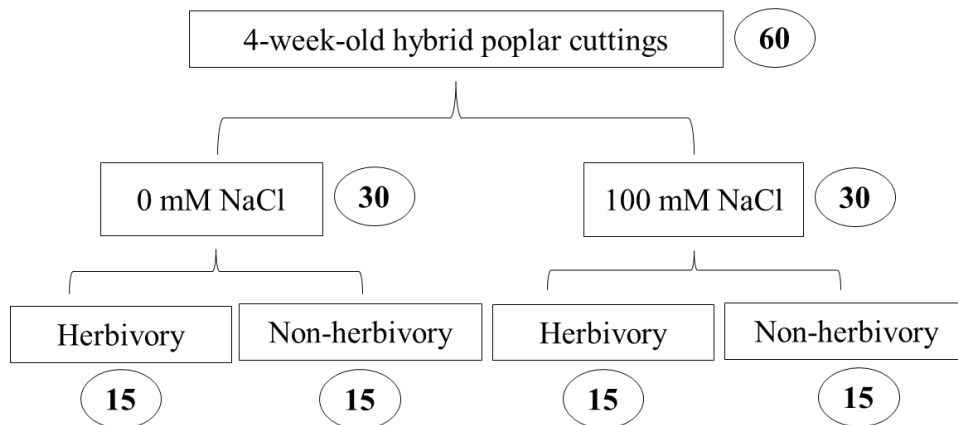 4-week-old hybrid poplar cuttings 60
0 mM NaCl 30 100 mM NaCl 30
Herbivory Non-herbivory Herbivory Non-herbivory
15 15 15 15